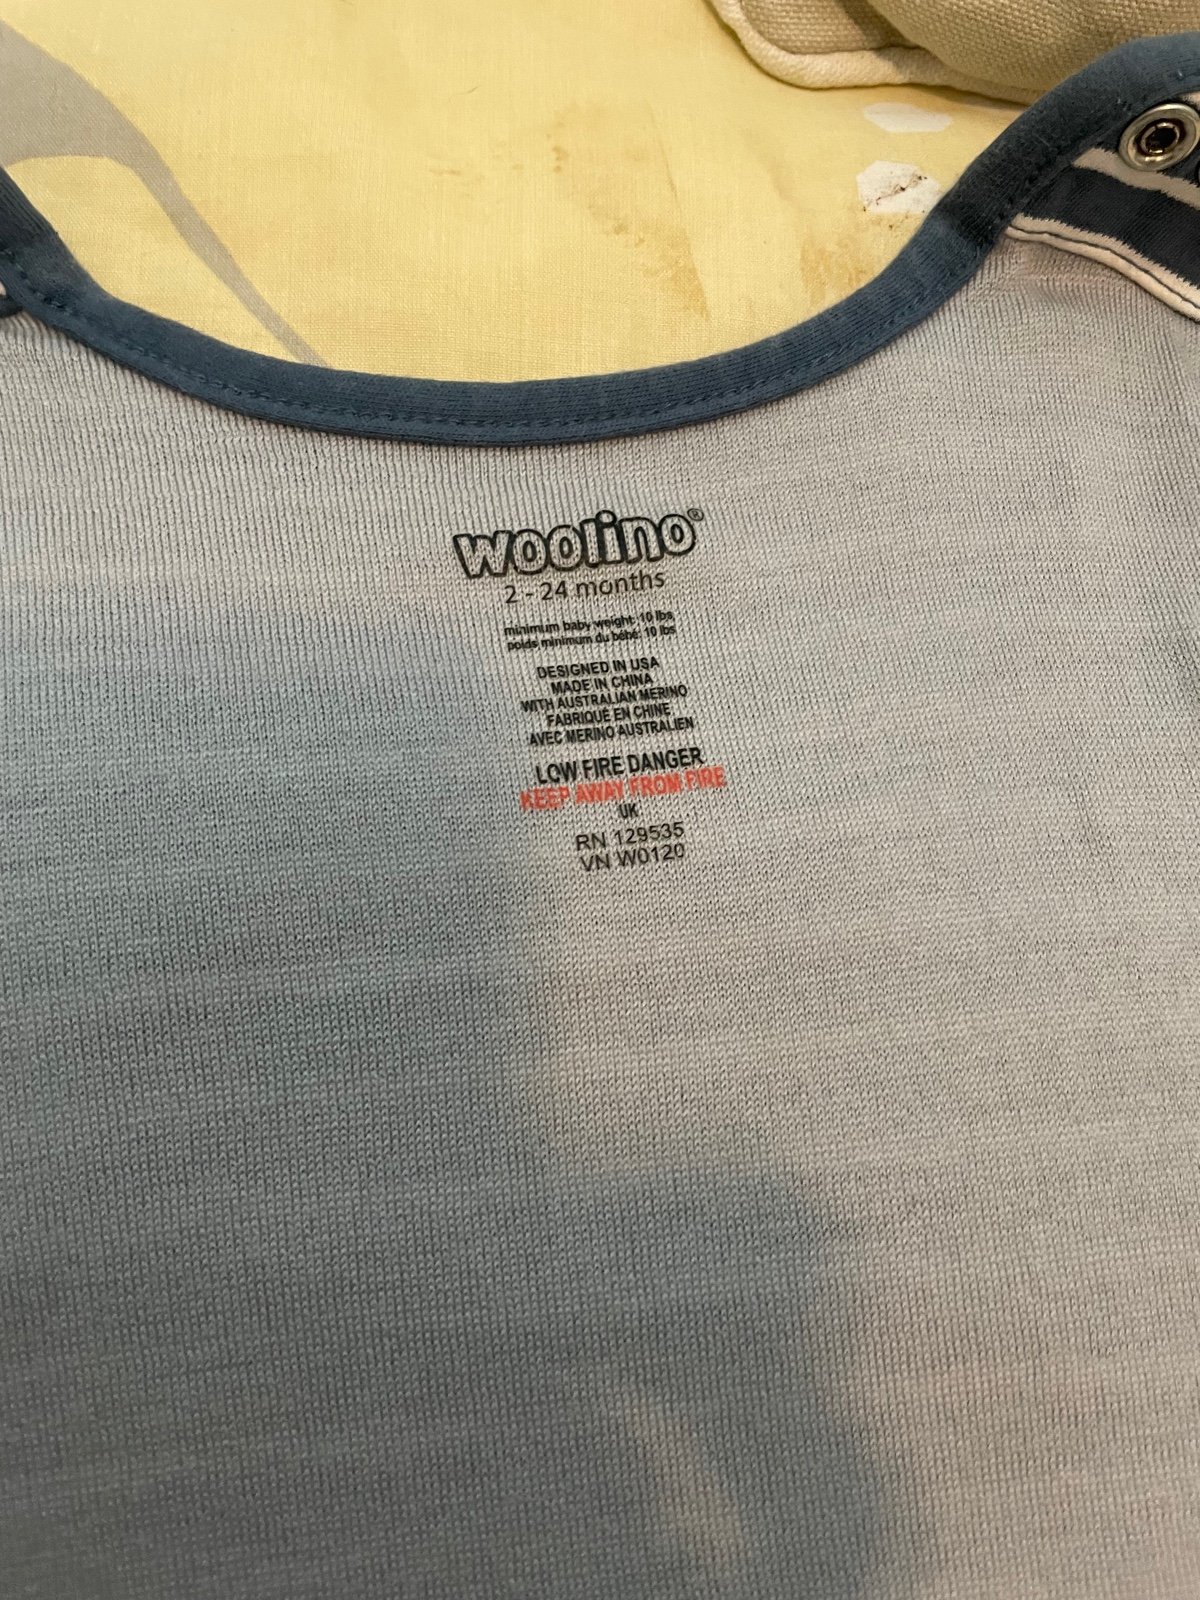 woolino®
2 - 24 months
minimum baby weight: 10 lbs
poids minimum du bébé: 10 lbs
DESIGNED IN USA
MADE IN CHINA
WITH AUSTRALIAN MERINO
FABRIQUÉ EN CHINE
AVEC MERINO AUSTRALIEN
LOW FIRE DANGER
KEEP AWAY FROM FIRE
UK
RN 129535
VN W0120